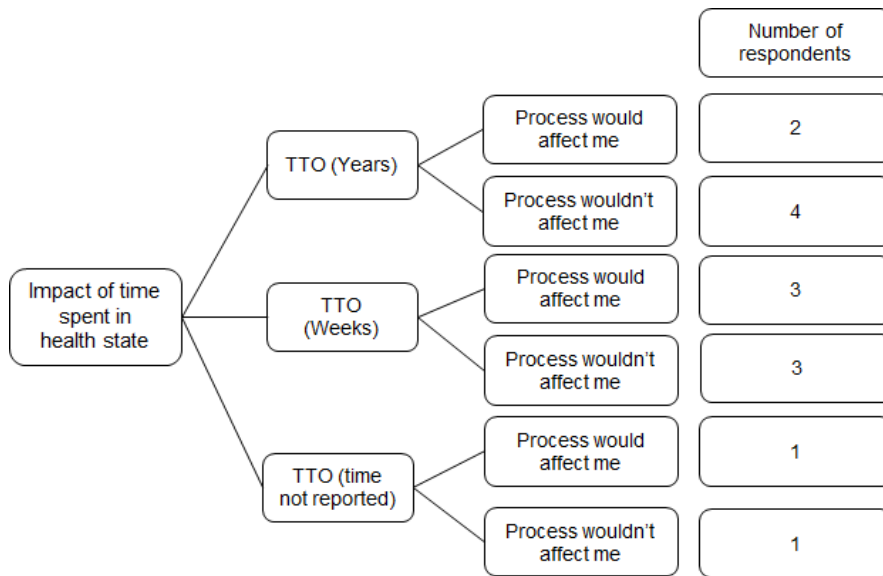 Number of
respondents
Process would
affect me
2
TTO (Years)
Process wouldn't
affect me
4
Impact of time
spent in
health state
TTO
(Weeks)
Process would
affect me
3
Process wouldn't
affect me
3
TTO (time
not reported)
Process would
affect me
1
Process wouldn't
affect me
1